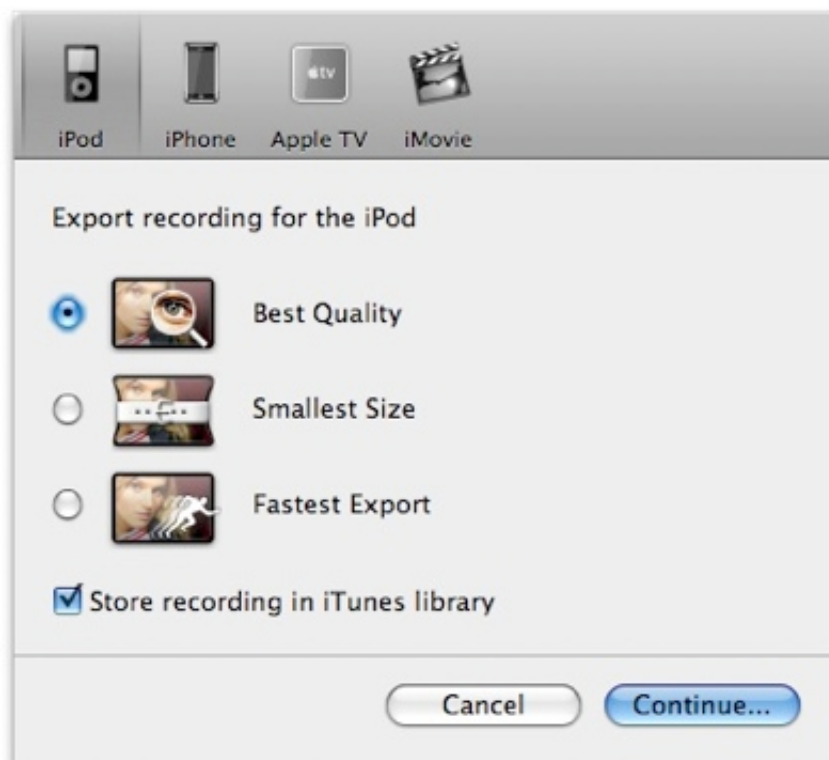 tv
iPod iPhone Apple TV iMovie
Export recording for the iPod
Best Quality
Smallest Size
Fastest Export
Store recording in iTunes library
Cancel Continue...